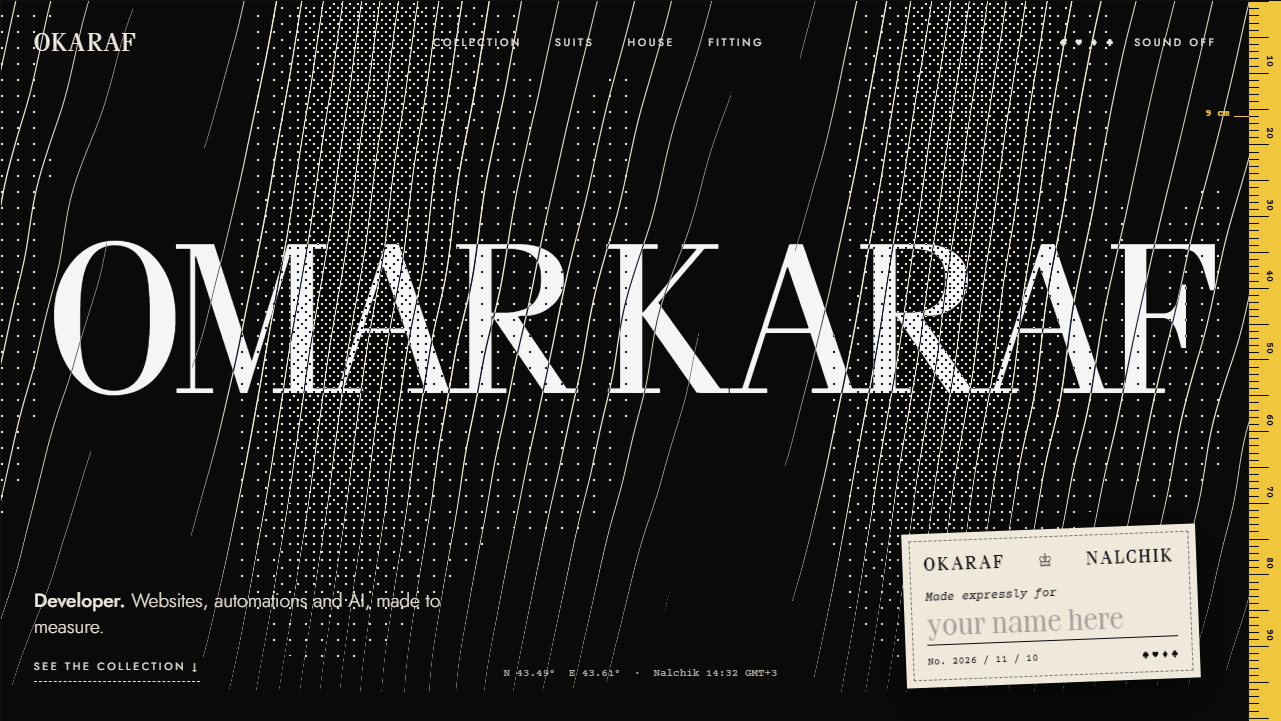 OKARAF
COLLECTION SUITS HOUSE FITTING
♠ ♥ ♦ ♣ SOUND OFF
9 cm
10
20
30
40
50
60
70
80
90
OMAR KARAF
Developer. Websites, automations and AI, made to
measure.
SEE THE COLLECTION ↓
N 43.49° E 43.61° · Nalchik 14:32 GMT+3
OKARAF ♔ NALCHIK
Made expressly for
your name here
No. 2026 / 11 / 10 ♠♥♦♣